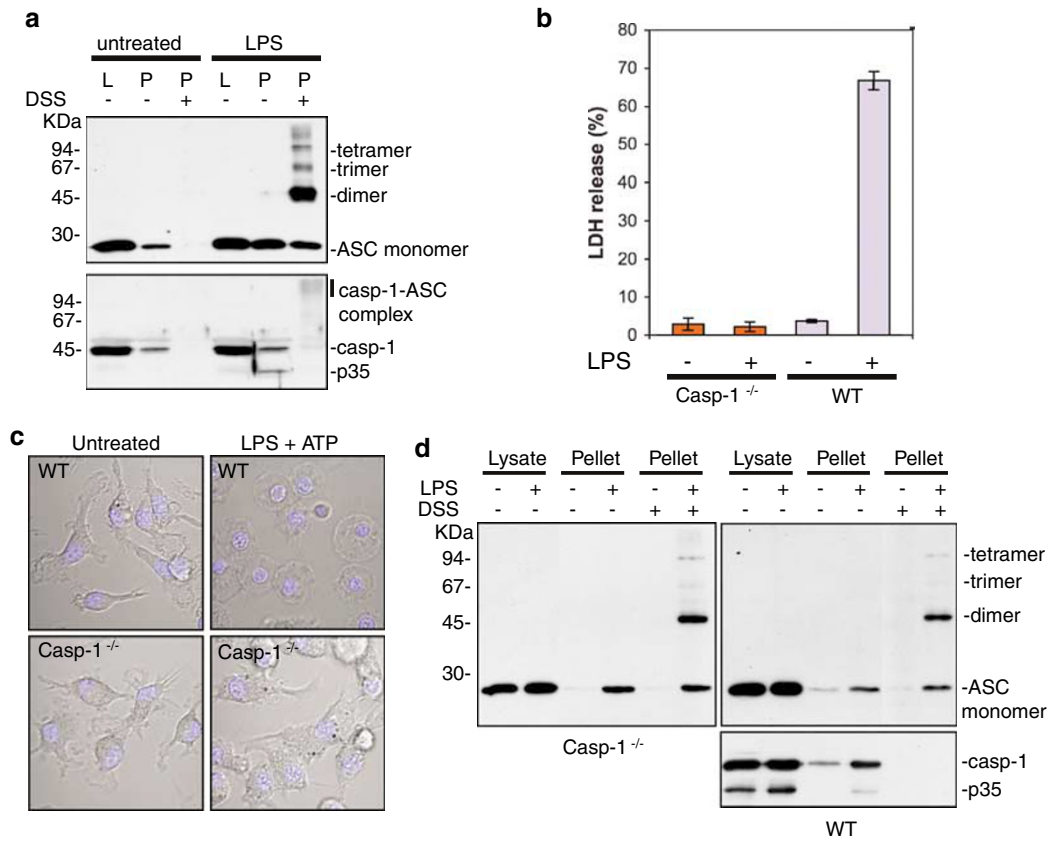 a
untreated LPS
L P P L P P
DSS - - + - - +
KDa
94- -tetramer
67- -trimer
45- -dimer
30-
-ASC monomer
94- casp-1-ASC
67- complex
45- -casp-1
-p35
b
LDH release (%)
80
70
60
50
40
30
20
10
0
LPS - + - +
Casp-1 -/- WT
c
Untreated LPS + ATP
WT WT
Casp-1 -/- Casp-1 -/-
d
Lysate Pellet Pellet Lysate Pellet Pellet
LPS - + - + - + - + - + - +
DSS - - - - + + - - - - + +
KDa
94- -tetramer
67- -trimer
45- -dimer
30-
-ASC
monomer
Casp-1 -/-
-casp-1
-p35
WT